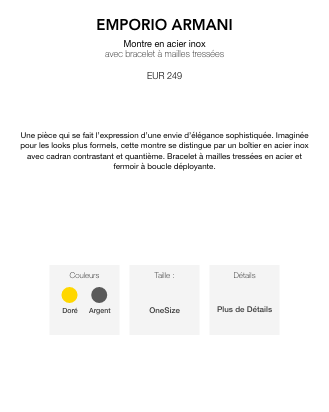 EMPORIO ARMANI
Montre en acier inox
avec bracelet à mailles tressées
EUR 249
Une pièce qui se fait l'expression d'une envie d'élégance sophistiquée. Imaginée
pour les looks plus formels, cette montre se distingue par un boîtier en acier inox
avec cadran contrastant et quantième. Bracelet à mailles tressées en acier et
fermoir à boucle déployante.
Couleurs
Doré Argent
Taille :
OneSize
Détails
Plus de Détails